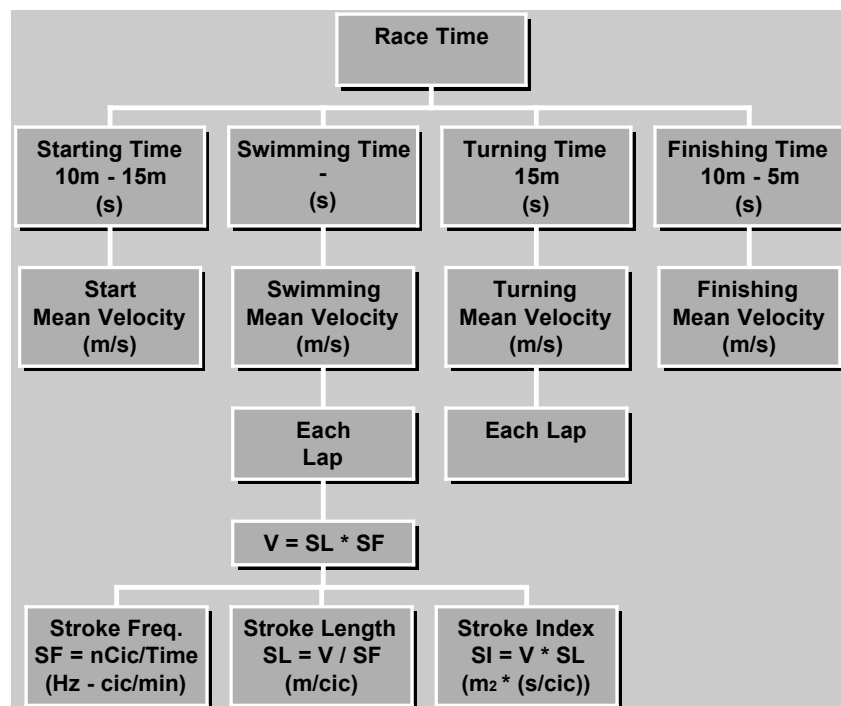 Race Time
Starting Time
10m - 15m
(s)
Swimming Time
-
(s)
Turning Time
15m
(s)
Finishing Time
10m - 5m
(s)
Start
Mean Velocity
(m/s)
Swimming
Mean Velocity
(m/s)
Turning
Mean Velocity
(m/s)
Finishing
Mean Velocity
(m/s)
Each
Lap
Each Lap
V = SL * SF
Stroke Freq.
SF = nCic/Time
(Hz - cic/min)
Stroke Length
SL = V / SF
(m/cic)
Stroke Index
SI = V * SL
(m₂ * (s/cic))